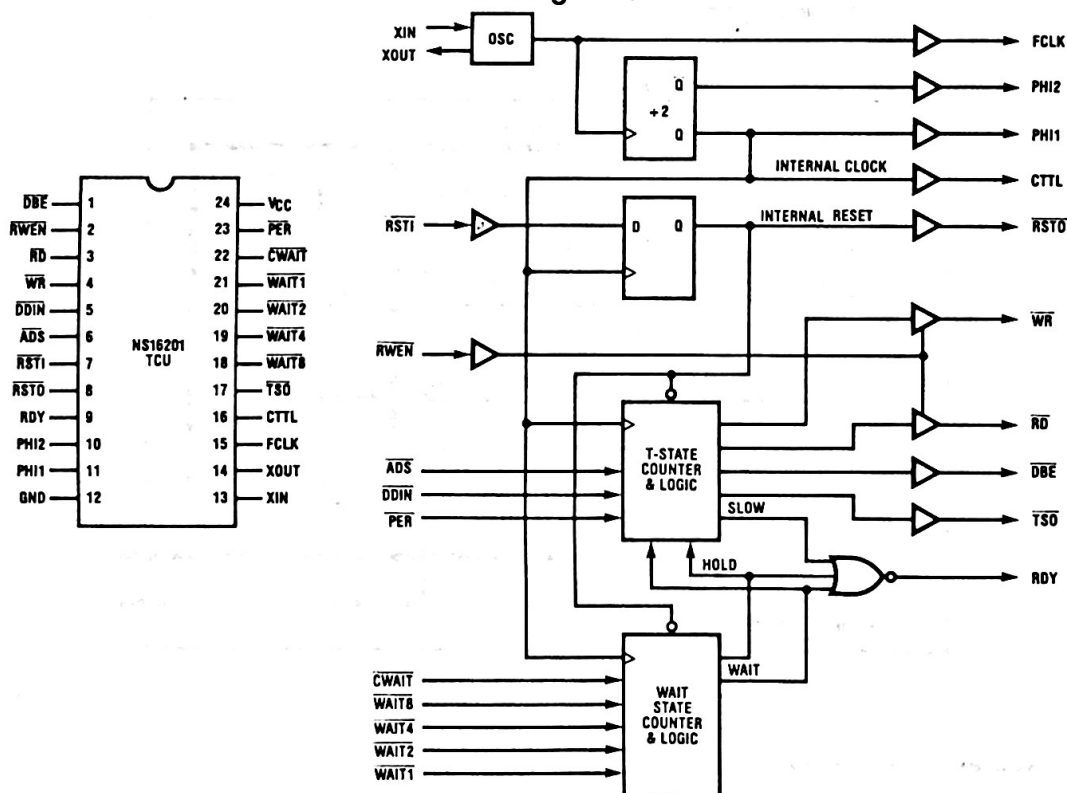 XIN
XOUT
OSC
FCLK
Q
÷2
Q
PHI2
PHI1
INTERNAL CLOCK
CTTL
RSTI
D Q
INTERNAL RESET
RSTO
RWEN
WR
RD
T-STATE
COUNTER
& LOGIC
ADS
DDIN
PER
DBE
TSO
SLOW
HOLD
RDY
WAIT
CWAIT
WAIT8
WAIT4
WAIT2
WAIT1
WAIT
STATE
COUNTER
& LOGIC
DBE 1 24 VCC
RWEN 2 23 PER
RD 3 22 CWAIT
WR 4 21 WAIT1
DDIN 5 20 WAIT2
ADS 6 19 WAIT4
RSTI 7 18 WAIT8
RSTO 8 17 TSO
RDY 9 16 CTTL
PHI2 10 15 FCLK
PHI1 11 14 XOUT
GND 12 13 XIN
NS16201
TCU